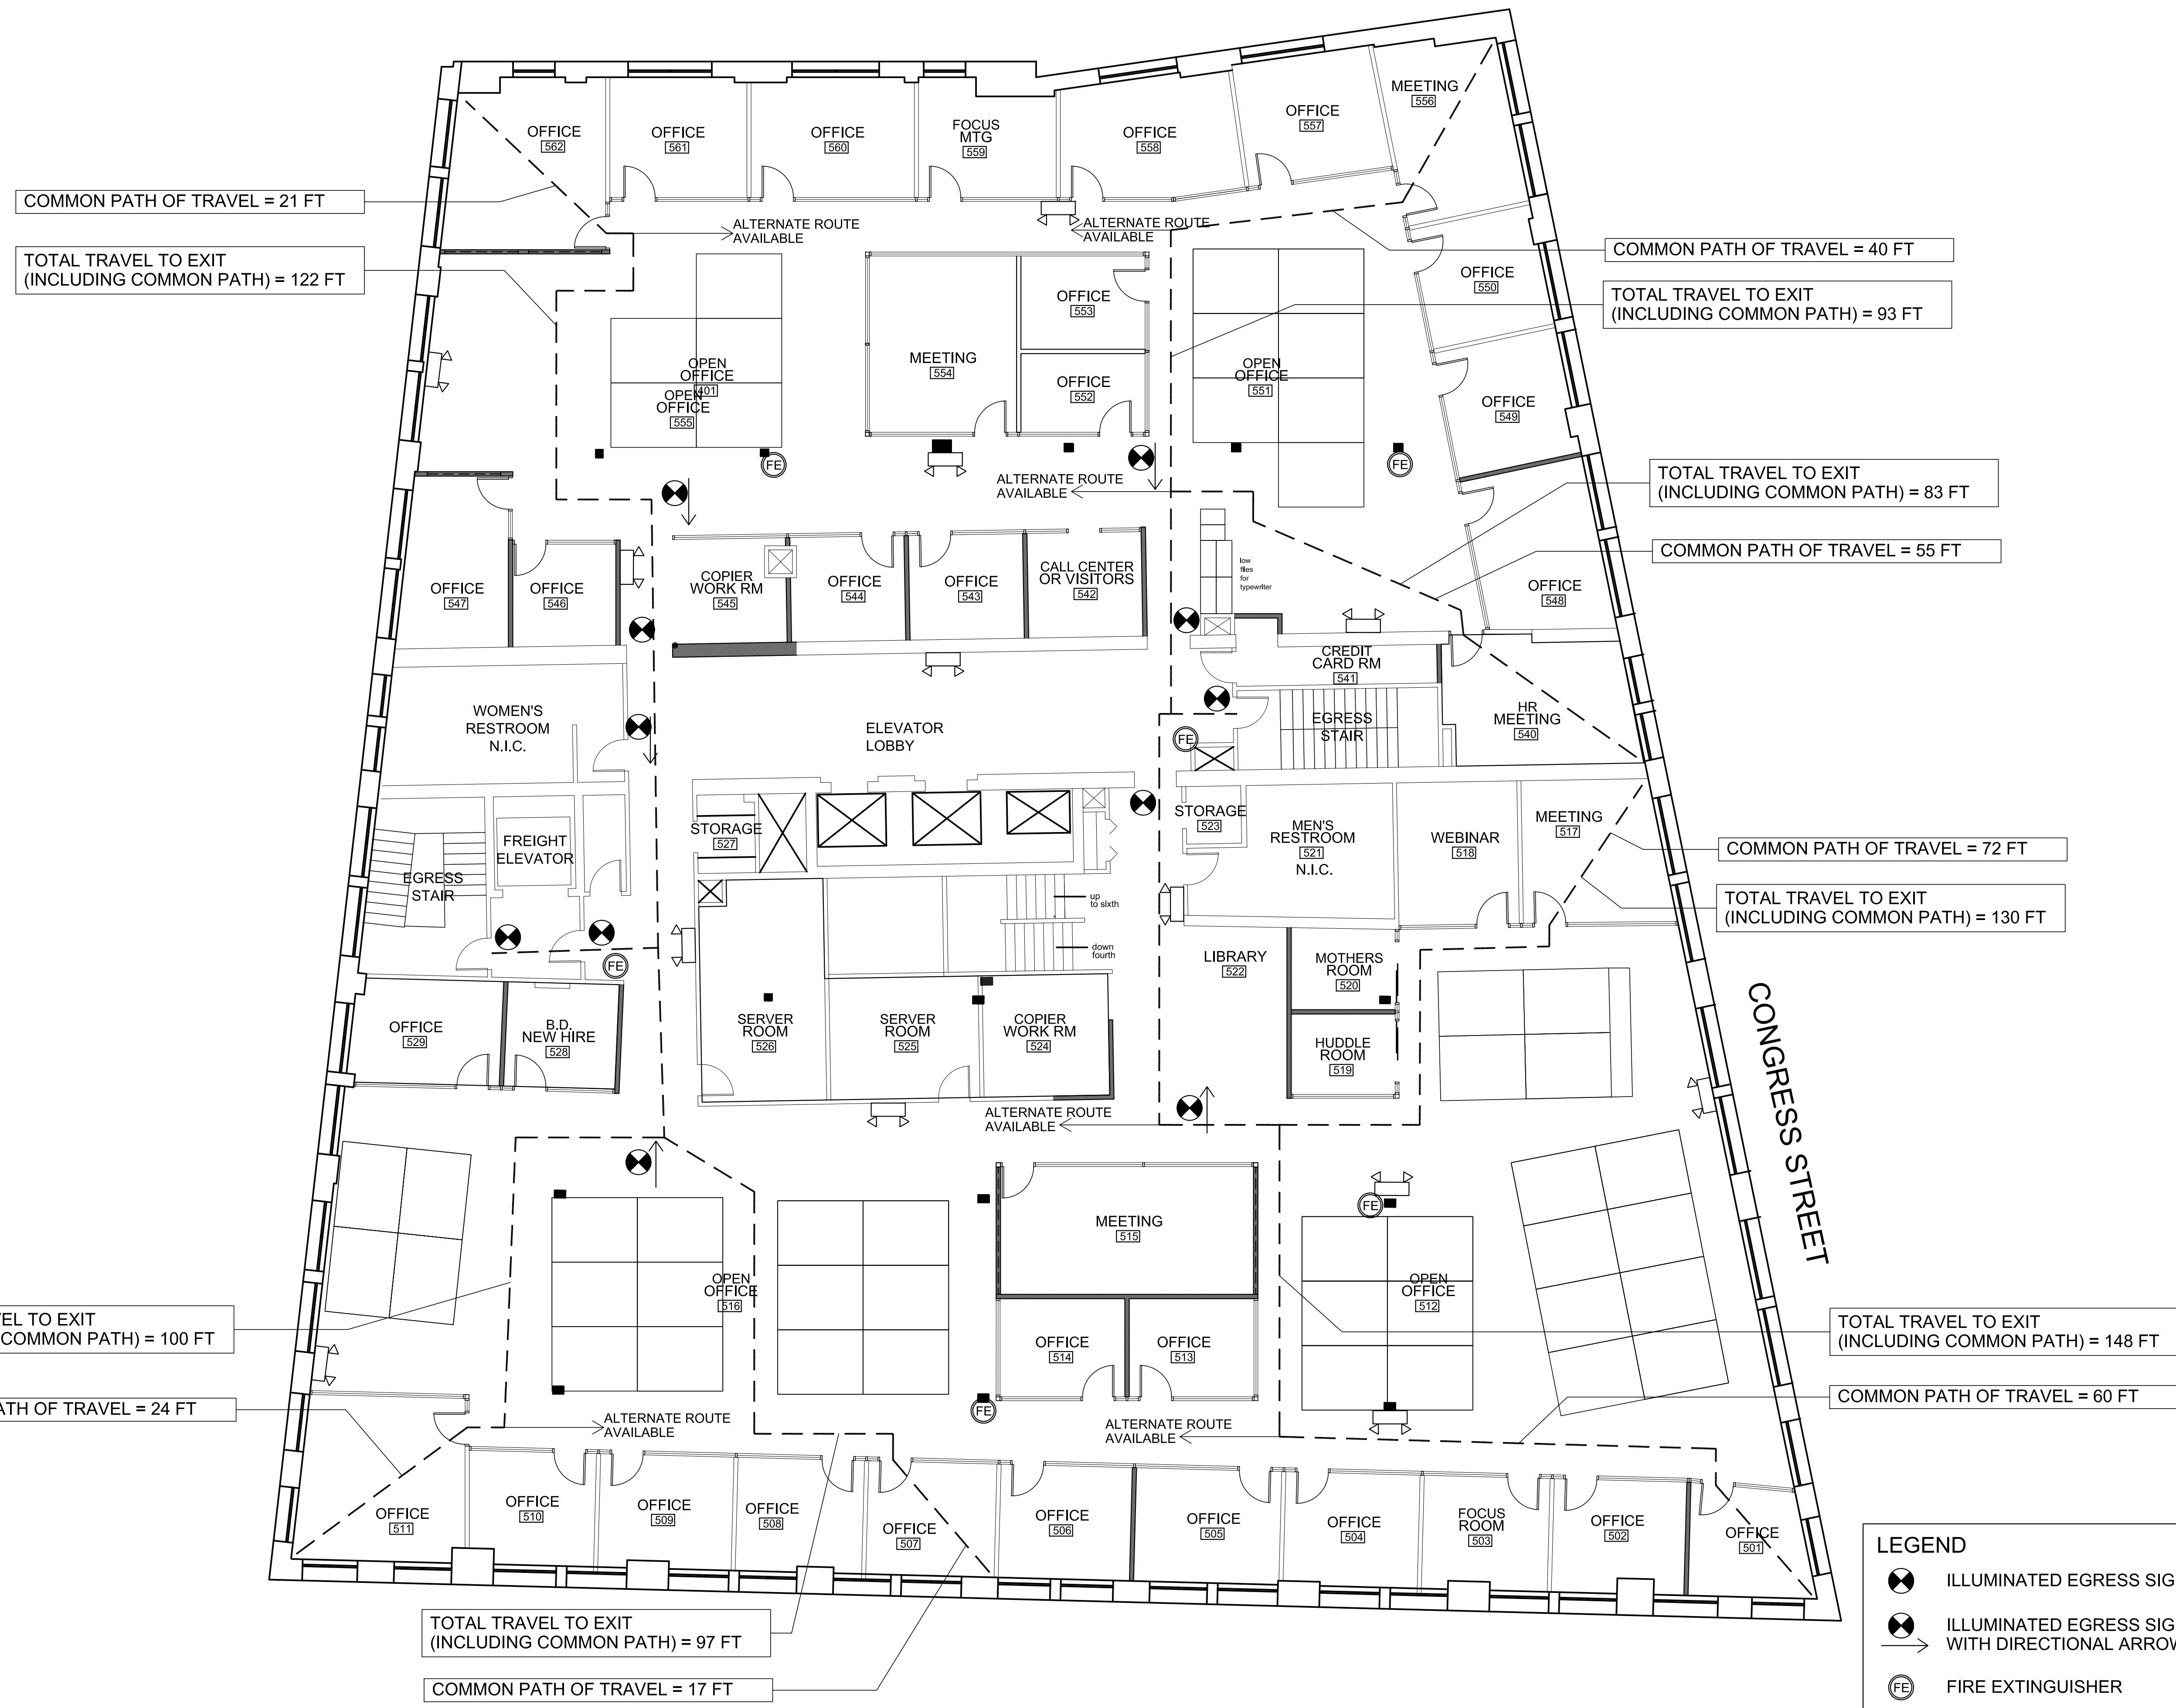 MEETING
556
OFFICE
557
OFFICE
562
OFFICE
561
OFFICE
560
FOCUS
MTG
559
OFFICE
558
COMMON PATH OF TRAVEL = 21 FT
ALTERNATE ROUTE
AVAILABLE
ALTERNATE ROUTE
AVAILABLE
COMMON PATH OF TRAVEL = 40 FT
TOTAL TRAVEL TO EXIT
(INCLUDING COMMON PATH) = 122 FT
OFFICE
550
OFFICE
553
TOTAL TRAVEL TO EXIT
(INCLUDING COMMON PATH) = 93 FT
MEETING
554
OPEN
OFFICE
401
OPEN
OFFICE
555
OFFICE
552
OPEN
OFFICE
551
OFFICE
549
FE
FE
ALTERNATE ROUTE
AVAILABLE
TOTAL TRAVEL TO EXIT
(INCLUDING COMMON PATH) = 83 FT
COMMON PATH OF TRAVEL = 55 FT
OFFICE
547
OFFICE
546
COPIER
WORK RM
545
OFFICE
544
OFFICE
543
CALL CENTER
OR VISITORS
542
low
files
for
typewriter
OFFICE
548
CREDIT
CARD RM
541
WOMEN'S
RESTROOM
N.I.C.
ELEVATOR
LOBBY
FE
EGRESS
STAIR
HR
MEETING
540
STORAGE
527
STORAGE
523
MEN'S
RESTROOM
521
N.I.C.
WEBINAR
518
MEETING
517
COMMON PATH OF TRAVEL = 72 FT
FREIGHT
ELEVATOR
EGRESS
STAIR
up
to sixth
TOTAL TRAVEL TO EXIT
(INCLUDING COMMON PATH) = 130 FT
down
fourth
FE
LIBRARY
522
MOTHERS
ROOM
520
OFFICE
529
B.D.
NEW HIRE
528
SERVER
ROOM
526
SERVER
ROOM
525
COPIER
WORK RM
524
HUDDLE
ROOM
519
CONGRESS STREET
ALTERNATE ROUTE
AVAILABLE
FE
MEETING
515
OPEN
OFFICE
516
OPEN
OFFICE
512
EL TO EXIT
COMMON PATH) = 100 FT
TOTAL TRAVEL TO EXIT
(INCLUDING COMMON PATH) = 148 FT
OFFICE
514
OFFICE
513
ATH OF TRAVEL = 24 FT
COMMON PATH OF TRAVEL = 60 FT
FE
ALTERNATE ROUTE
AVAILABLE
ALTERNATE ROUTE
AVAILABLE
OFFICE
511
OFFICE
510
OFFICE
509
OFFICE
508
OFFICE
507
OFFICE
506
OFFICE
505
OFFICE
504
FOCUS
ROOM
503
OFFICE
502
OFFICE
501
TOTAL TRAVEL TO EXIT
(INCLUDING COMMON PATH) = 97 FT
COMMON PATH OF TRAVEL = 17 FT
LEGEND
ILLUMINATED EGRESS SIG
ILLUMINATED EGRESS SIG
WITH DIRECTIONAL ARROW
FE FIRE EXTINGUISHER